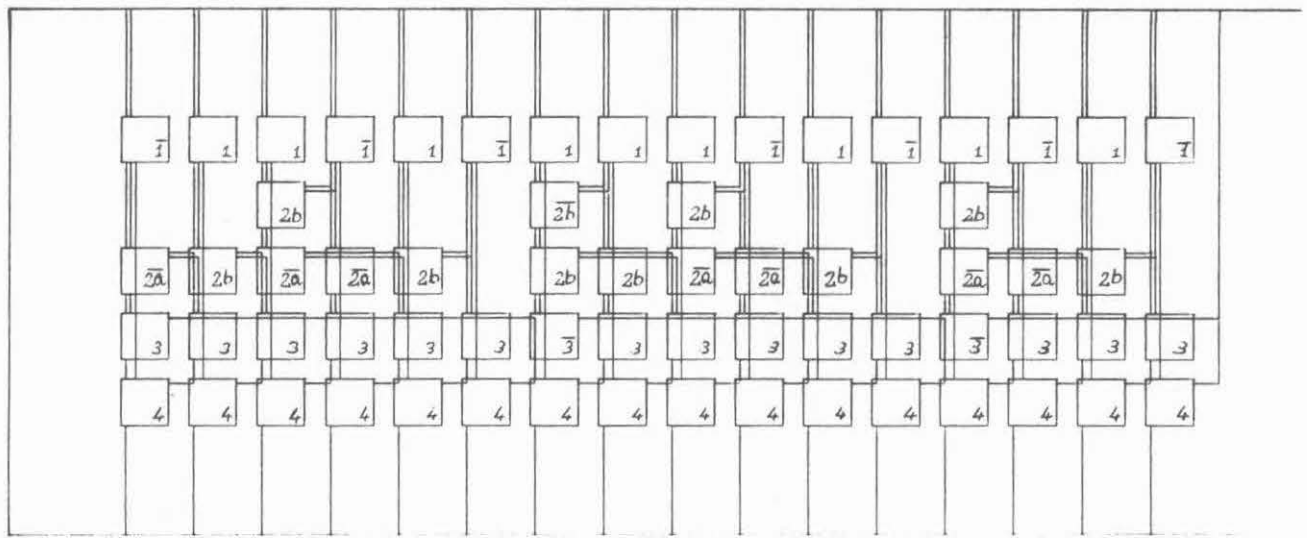 1̅ 1 1 1̅ 1 1̅ 1 1 1 1̅ 1 1̅ 1 1̅ 1 1̅
2b 2̅b̅ 2b 2b
2̅a̅ 2b 2̅a̅ 2̅a̅ 2b 2b 2b 2̅a̅ 2̅a̅ 2b 2̅a̅ 2̅a̅ 2b
3 3 3 3 3 3 3̅ 3 3 3 3 3 3̅ 3 3 3
4 4 4 4 4 4 4 4 4 4 4 4 4 4 4 4